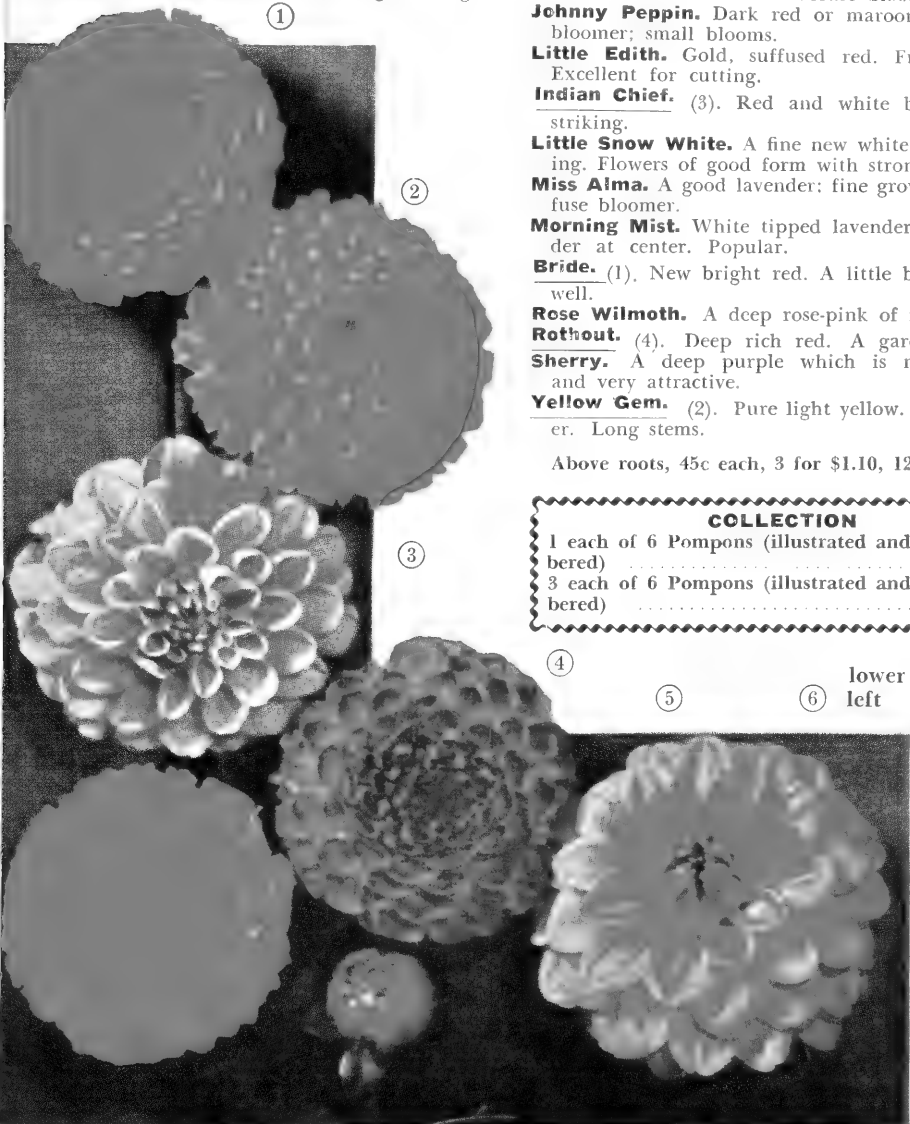 ①
Johnny Peppin. Dark red or maroon
bloomer; small blooms.
Little Edith. Gold, suffused red.
Excellent for cutting.
Indian Chief. (3). Red and white
striking.
Little Snow White. A fine new white
ing. Flowers of good form with
②
Miss Alma. A good lavender: fine
fuse bloomer.
Morning Mist. White tipped lavender
der at center. Popular.
Bride. (1). New bright red. A little
well.
Rose Wilmoth. A deep rose-pink of
Rothout. (4). Deep rich red. A
Sherry. A deep purple which is
and very attractive.
Yellow Gem. (2). Pure light yellow.
er. Long stems.
Above roots, 45c each, 3 for $1.10, 12
COLLECTION
1 each of 6 Pompons (illustrated and
bered) ....................
③
3 each of 6 Pompons (illustrated and
bered) ....................
④
⑤ ⑥ lower
left